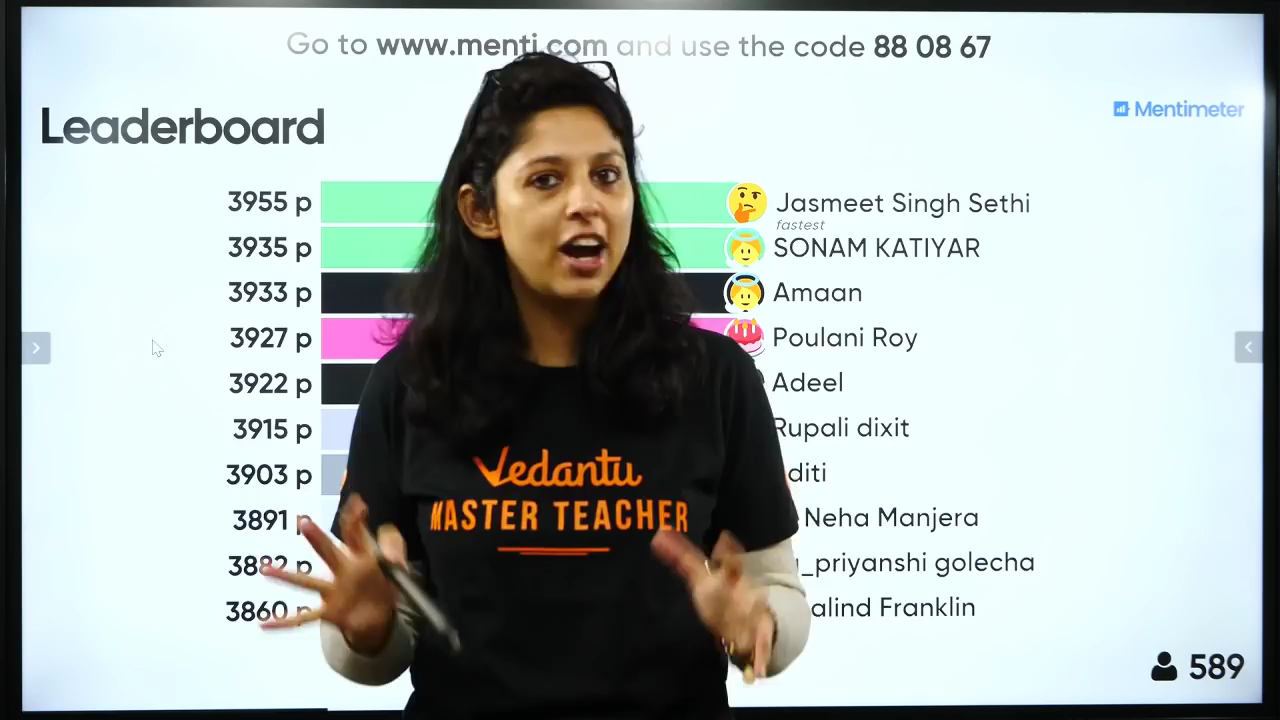 Go to www.menti.com and use the code 88 08 67
Leaderboard
Mentimeter
3955 p Jasmeet Singh Sethi
fastest
3935 p SONAM KATIYAR
3933 p Amaan
3927 p Poulani Roy
3922 p Adeel
3915 p Rupali dixit
3903 p diti
3891 p Neha Manjera
3882 p _priyanshi golecha
3860 p alind Franklin
Vedantu
MASTER TEACHER
589